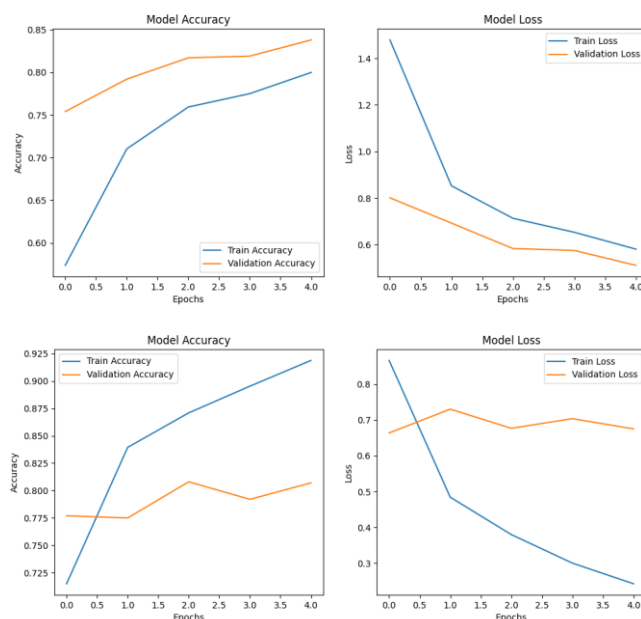 Model Accuracy
0.85
0.80
0.75
0.70
0.65
0.60
Accuracy
Train Accuracy
Validation Accuracy
0.0 0.5 1.0 1.5 2.0 2.5 3.0 3.5 4.0
Epochs
Model Loss
Train Loss
Validation Loss
1.4
1.2
1.0
0.8
0.6
Loss
0.0 0.5 1.0 1.5 2.0 2.5 3.0 3.5 4.0
Epochs
Model Accuracy
0.925
Train Accuracy
Validation Accuracy
0.900
0.875
0.850
0.825
0.800
0.775
0.750
0.725
Accuracy
0.0 0.5 1.0 1.5 2.0 2.5 3.0 3.5 4.0
Epochs
Model Loss
Train Loss
Validation Loss
0.8
0.7
0.6
0.5
0.4
0.3
Loss
0.0 0.5 1.0 1.5 2.0 2.5 3.0 3.5 4.0
Epochs